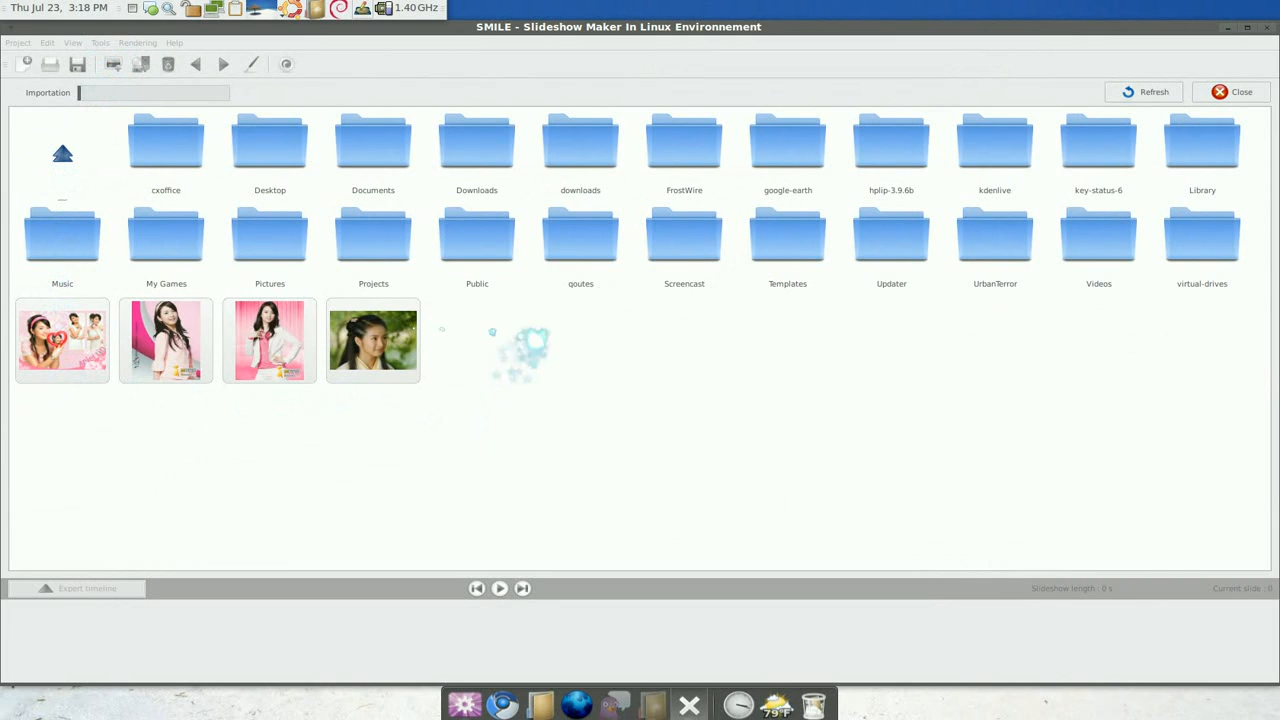 Thu Jul 23, 3:18 PM 1.40 GHz
SMILE - Slideshow Maker In Linux Environnement
Project Edit View Tools Rendering Help
Importation Refresh Close
cxoffice Desktop Documents Downloads downloads FrostWire google-earth hplip-3.9.6b kdenlive key-status-6 Library
Music My Games Pictures Projects Public qoutes Screencast Templates Updater UrbanTerror Videos virtual-drives
Expert timeline Slideshow length : 0 s Current slide : 0
79°F